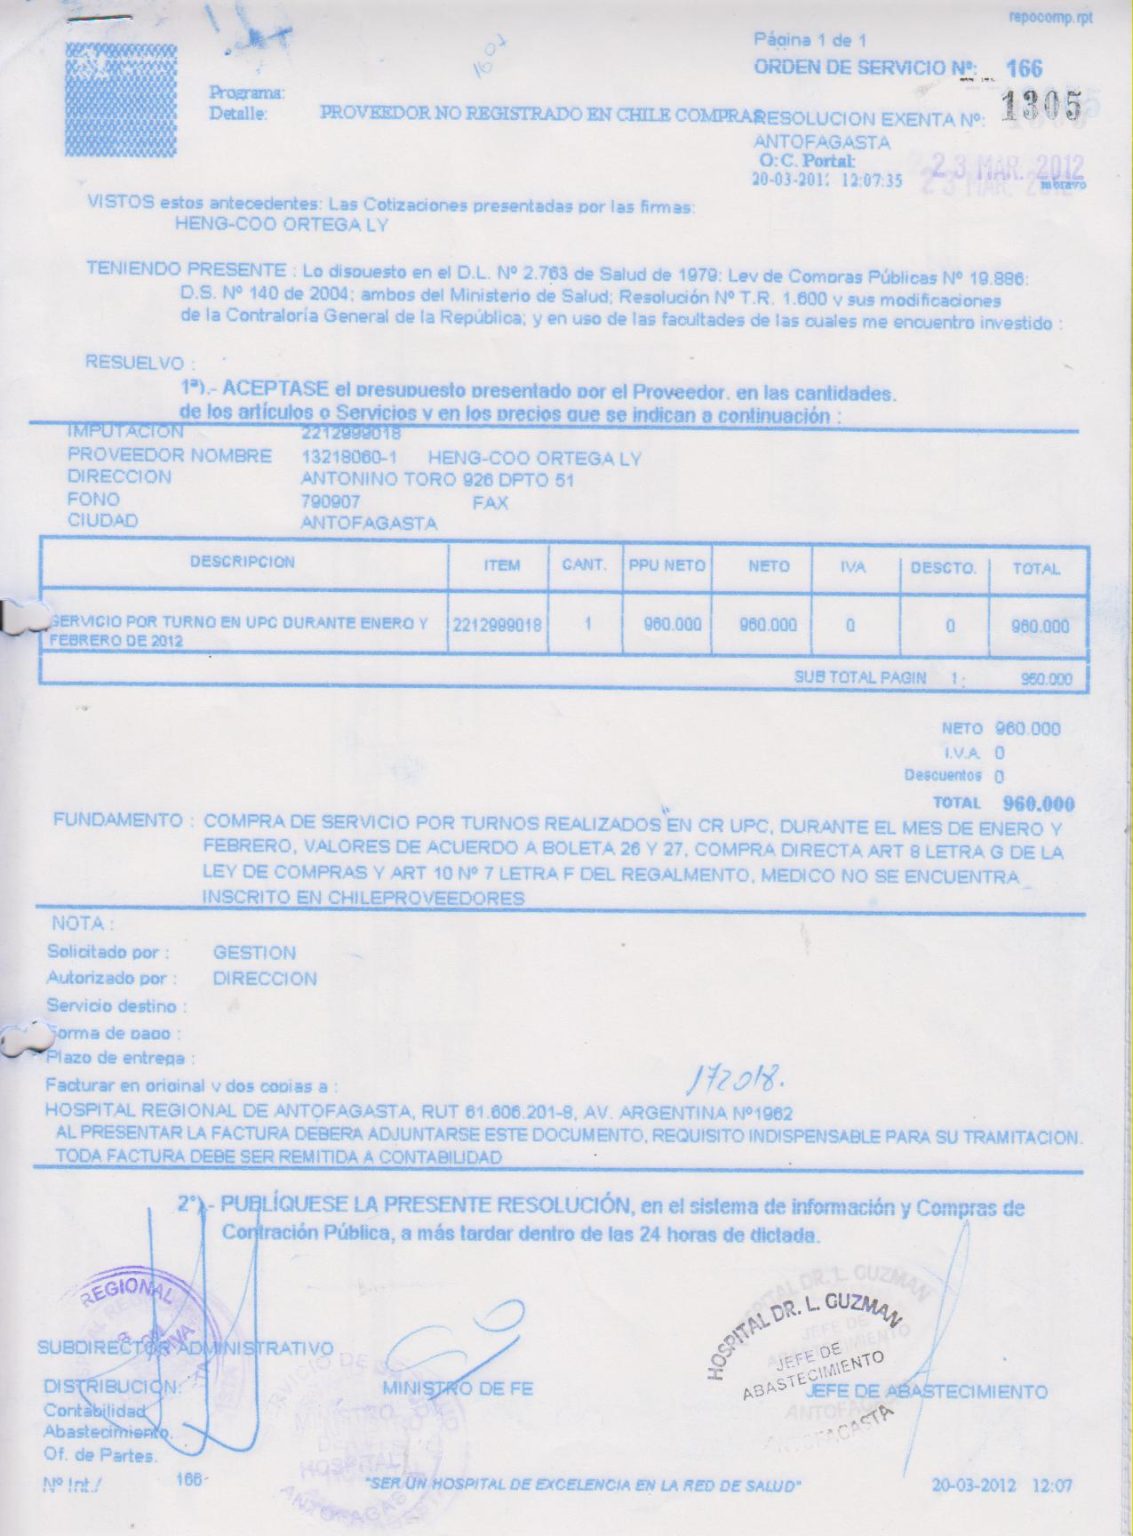 repocomp.rpt
Página 1 de 1
ORDEN DE SERVICIO Nº: 166
Programa:
Detalle: PROVEEDOR NO REGISTRADO EN CHILE COMPRAS
RESOLUCION EXENTA Nº: 1305
ANTOFAGASTA
O.C. Portal:
23 MAR. 2012
20-03-2012 12:07:35
VISTOS estos antecedentes: Las Cotizaciones presentadas por las firmas:
HENG-COO ORTEGA LY
TENIENDO PRESENTE : Lo dispuesto en el D.L. Nº 2.763 de Salud de 1979: Ley de Compras Públicas Nº 19.886:
D.S. Nº 140 de 2004; ambos del Ministerio de Salud; Resolución Nº T.R. 1.600 y sus modificaciones
de la Contraloría General de la República; y en uso de las facultades de las cuales me encuentro investido :
RESUELVO :
1ª).- ACEPTASE el presupuesto presentado por el Proveedor. en las cantidades.
de los artículos o Servicios y en los precios que se indican a continuación :
IMPUTACION 2212999018
PROVEEDOR NOMBRE 13218060-1 HENG-COO ORTEGA LY
DIRECCION ANTONINO TORO 926 DPTO 51
FONO 790907 FAX
CIUDAD ANTOFAGASTA
DESCRIPCION ITEM CANT. PPU NETO NETO IVA DESCTO. TOTAL
SERVICIO POR TURNO EN UPC DURANTE ENERO Y 2212999018 1 960.000 960.000 0 0 960.000
FEBRERO DE 2012
SUB TOTAL PAGIN 1 : 960.000
NETO 960.000
I.V.A. 0
Descuentos 0
TOTAL 960.000
FUNDAMENTO : COMPRA DE SERVICIO POR TURNOS REALIZADOS EN CR UPC, DURANTE EL MES DE ENERO Y
FEBRERO, VALORES DE ACUERDO A BOLETA 26 Y 27, COMPRA DIRECTA ART 8 LETRA G DE LA
LEY DE COMPRAS Y ART 10 Nº 7 LETRA F DEL REGALMENTO, MEDICO NO SE ENCUENTRA
INSCRITO EN CHILEPROVEEDORES
NOTA :
Solicitado por : GESTION
Autorizado por : DIRECCION
Servicio destino :
Forma de pago :
Plazo de entrega :
Facturar en original y dos copias a :
172018.
HOSPITAL REGIONAL DE ANTOFAGASTA, RUT 61.606.201-8, AV. ARGENTINA Nº1962
AL PRESENTAR LA FACTURA DEBERA ADJUNTARSE ESTE DOCUMENTO, REQUISITO INDISPENSABLE PARA SU TRAMITACION.
TODA FACTURA DEBE SER REMITIDA A CONTABILIDAD
2°).- PUBLÍQUESE LA PRESENTE RESOLUCIÓN, en el sistema de información y Compras de
Contración Pública, a más tardar dentro de las 24 horas de dictada.
REGIONAL
HOSPITAL DR. L. GUZMAN
JEFE DE
ABASTECIMIENTO
ANTOFAGASTA
SUBDIRECTOR ADMINISTRATIVO
MINISTRO DE FE
JEFE DE ABASTECIMIENTO
DISTRIBUCIÓN:
Contabilidad
Abastecimiento.
Of. de Partes.
MINISTRO
HOSPITAL
ANTOFAGASTA
Nº Int./ 166
"SER UN HOSPITAL DE EXCELENCIA EN LA RED DE SALUD"
20-03-2012 12:07